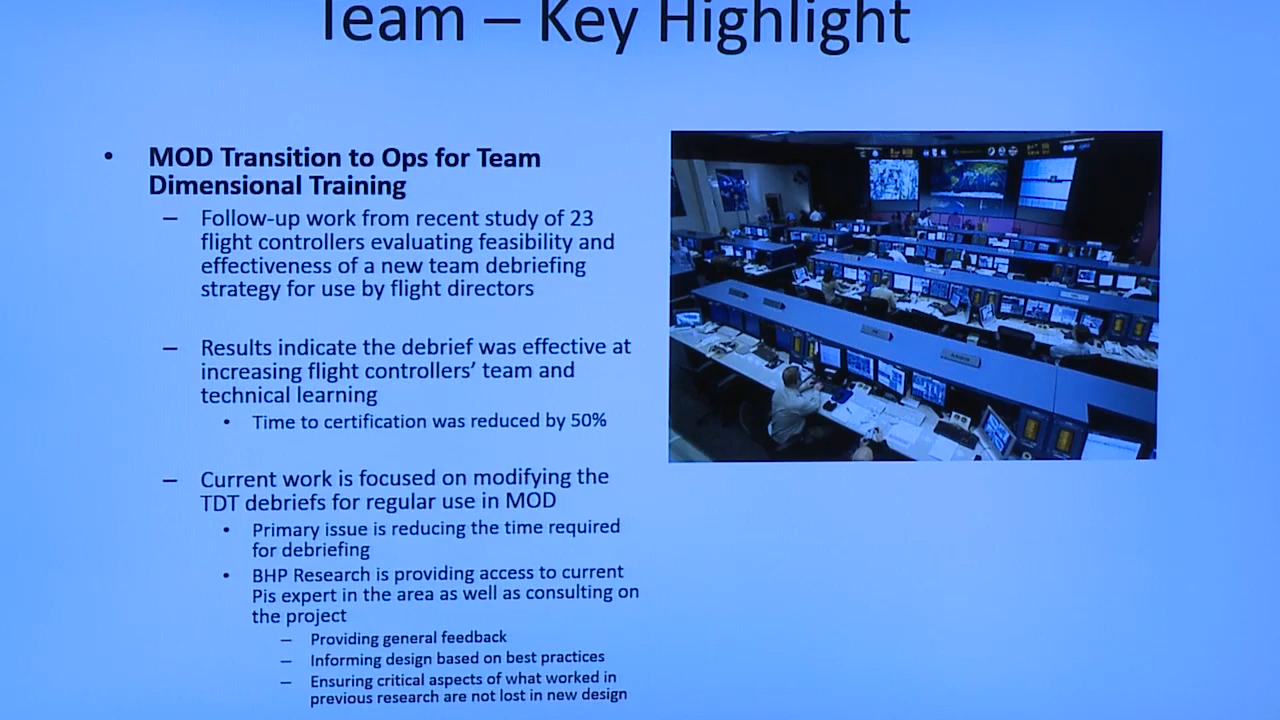 Team – Key Highlight
• MOD Transition to Ops for Team
Dimensional Training
– Follow-up work from recent study of 23
flight controllers evaluating feasibility and
effectiveness of a new team debriefing
strategy for use by flight directors
– Results indicate the debrief was effective at
increasing flight controllers’ team and
technical learning
• Time to certification was reduced by 50%
– Current work is focused on modifying the
TDT debriefs for regular use in MOD
• Primary issue is reducing the time required
for debriefing
• BHP Research is providing access to current
Pis expert in the area as well as consulting on
the project
– Providing general feedback
– Informing design based on best practices
– Ensuring critical aspects of what worked in
previous research are not lost in new design